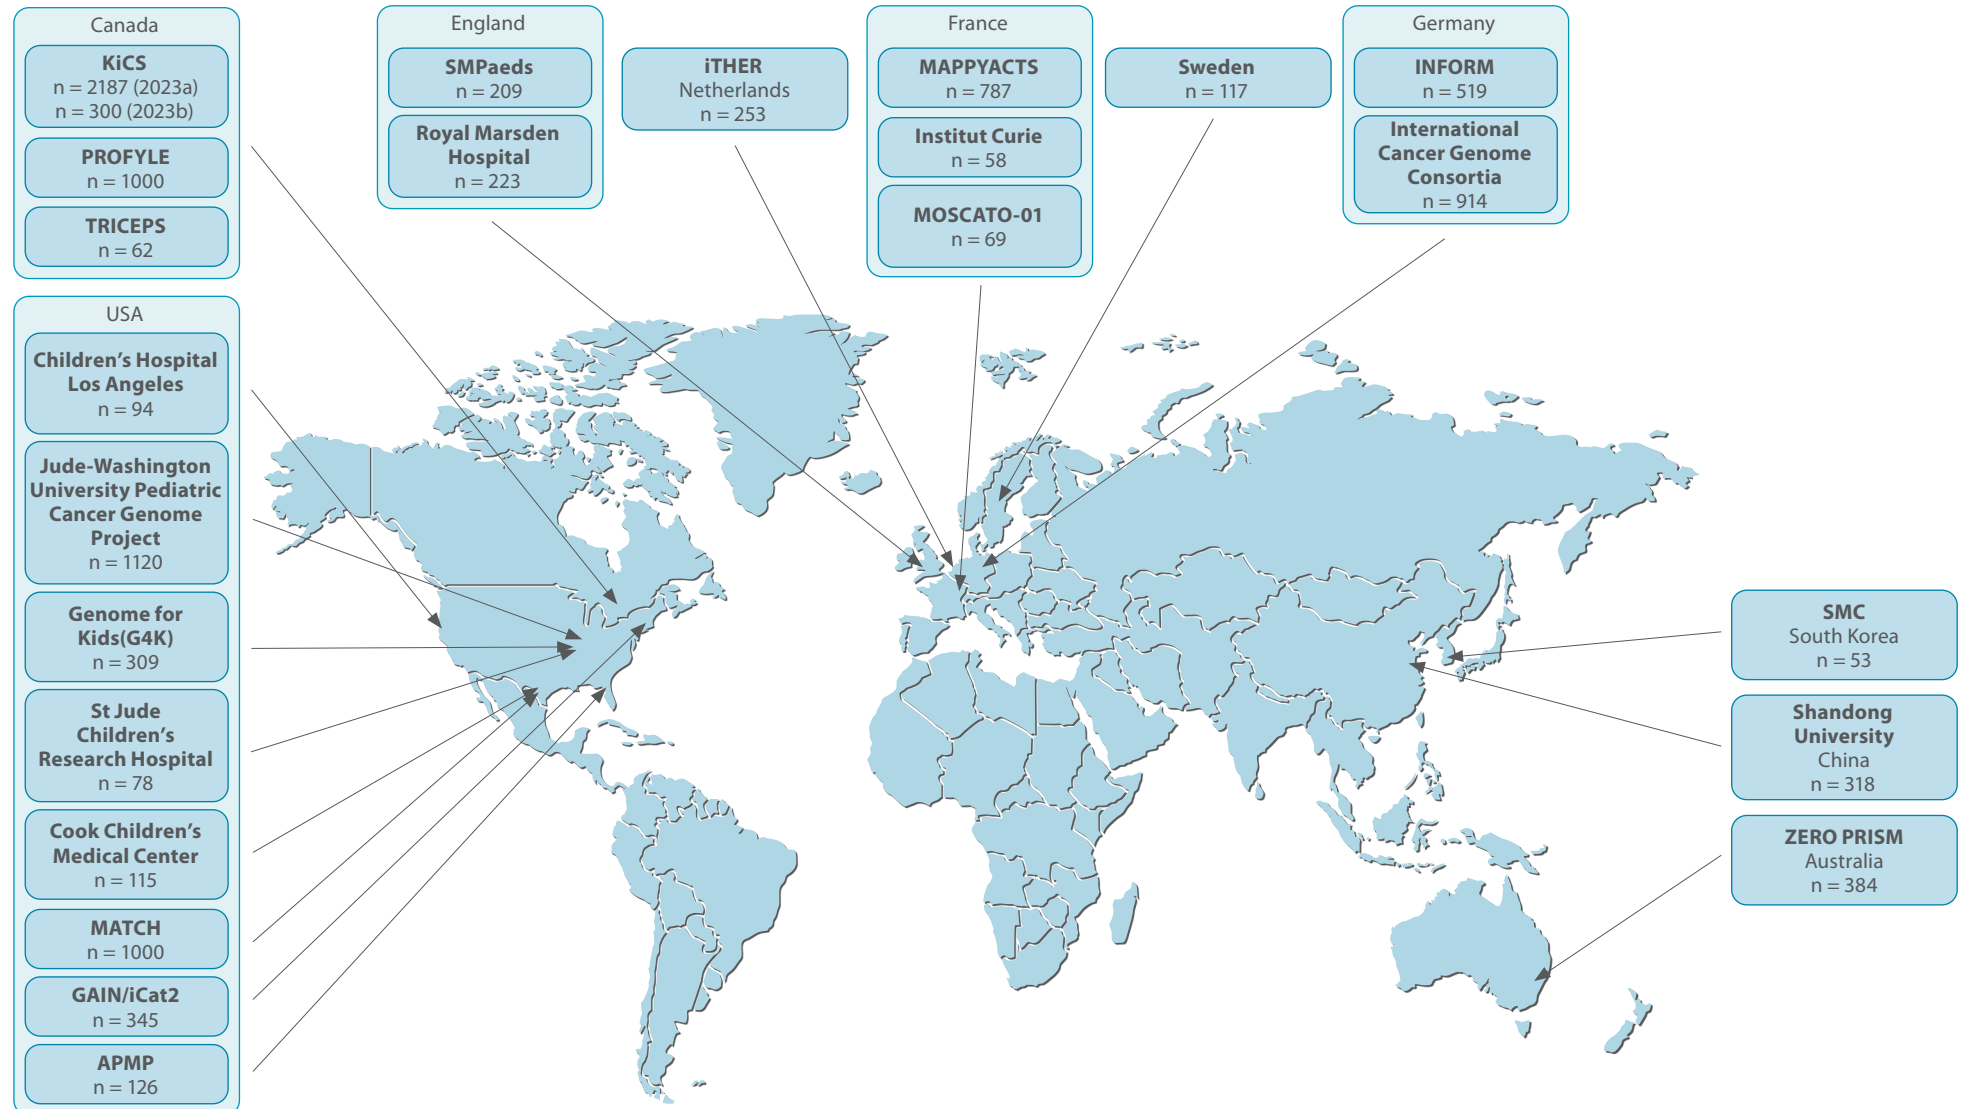 Canada
KiCS
n = 2187 (2023a)
n = 300 (2023b)
PROFYLE
n = 1000
TRICEPS
n = 62
England
SMPaeds
n = 209
Royal Marsden
Hospital
n = 223
iTHER
Netherlands
n = 253
France
MAPPYACTS
n = 787
Institut Curie
n = 58
MOSCATO-01
n = 69
Sweden
n = 117
Germany
INFORM
n = 519
International
Cancer Genome
Consortia
n = 914
USA
Children's Hospital
Los Angeles
n = 94
Jude-Washington
University Pediatric
Cancer Genome
Project
n = 1120
Genome for
Kids(G4K)
n = 309
St Jude
Children's
Research Hospital
n = 78
Cook Children's
Medical Center
n = 115
MATCH
n = 1000
GAIN/iCat2
n = 345
APMP
n = 126
SMC
South Korea
n = 53
Shandong
University
China
n = 318
ZERO PRISM
Australia
n = 384